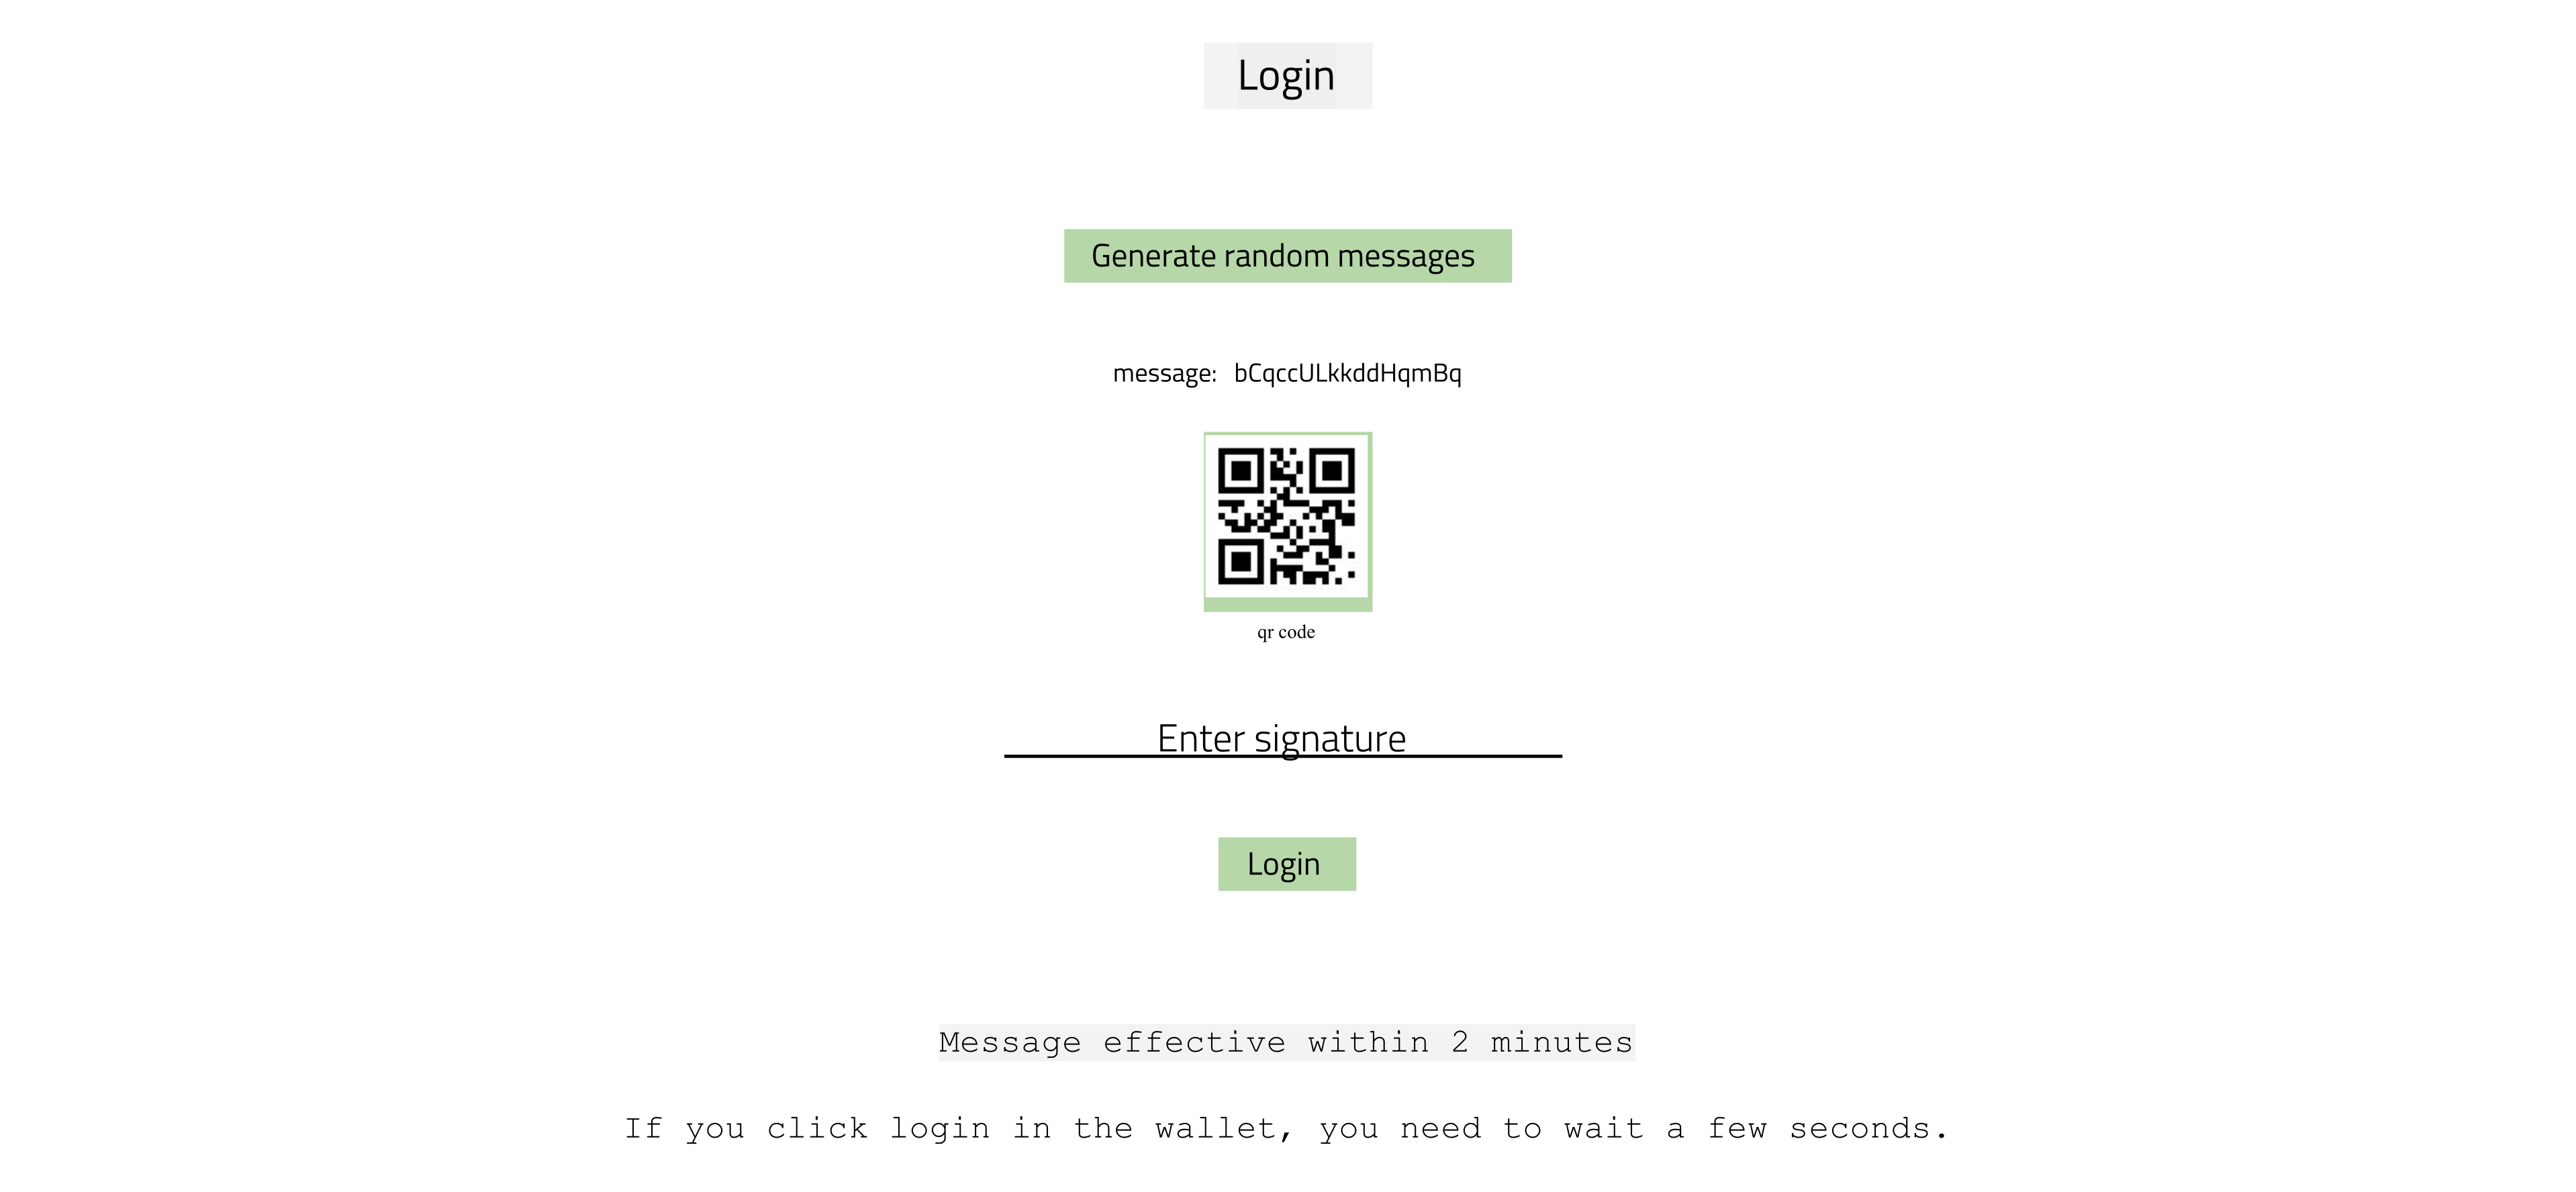 Login
Generate random messages
message: bCqccULkkddHqmBq
qr code
Enter signature
Login
Message effective within 2 minutes
If you click login in the wallet, you need to wait a few seconds.